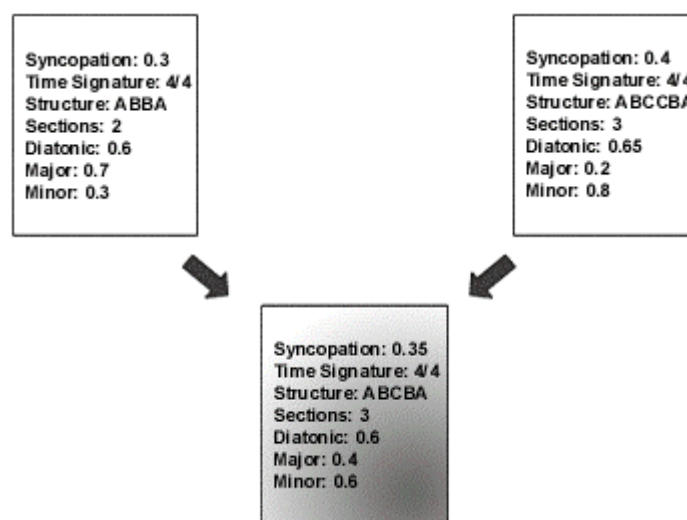 Syncopation: 0.3
Time Signature: 4/4
Structure: ABBA
Sections: 2
Diatonic: 0.6
Major: 0.7
Minor: 0.3
Syncopation: 0.4
Time Signature: 4/4
Structure: ABCCBA
Sections: 3
Diatonic: 0.65
Major: 0.2
Minor: 0.8
Syncopation: 0.35
Time Signature: 4/4
Structure: ABCBA
Sections: 3
Diatonic: 0.6
Major: 0.4
Minor: 0.6